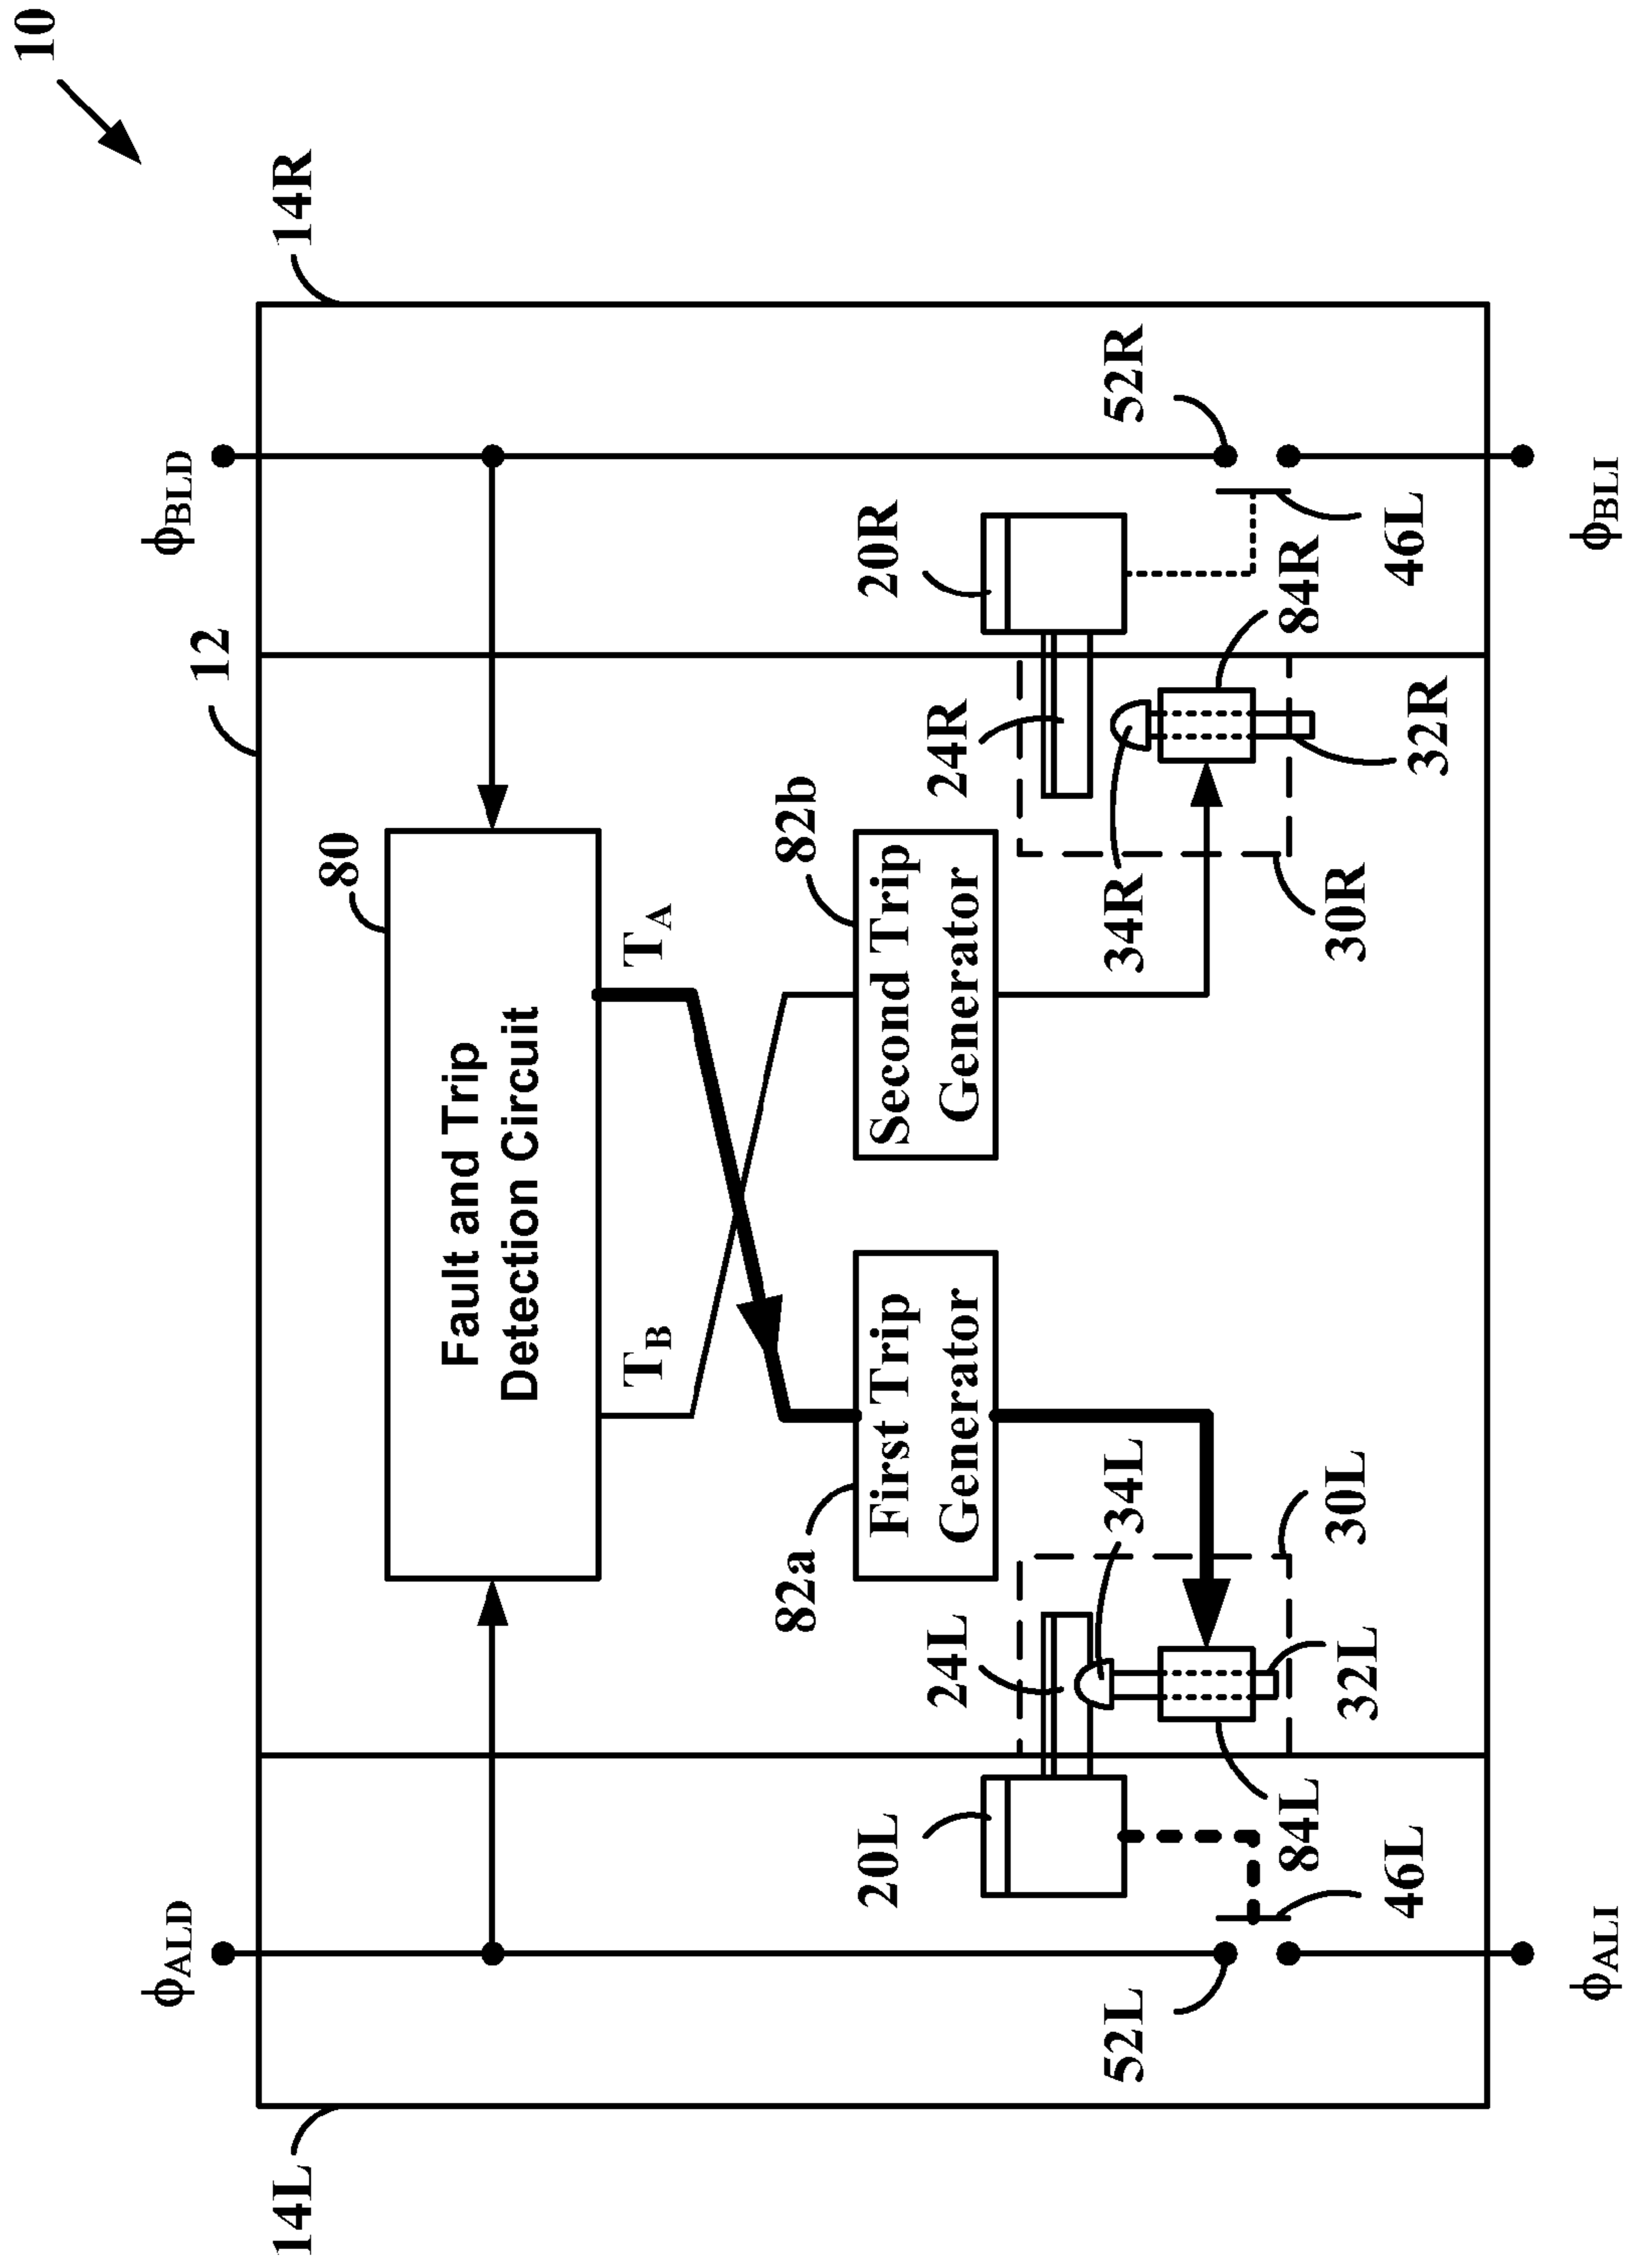 10
14L
12
14R
ϕALD
ϕBLD
80
Fault and Trip
Detection Circuit
TB
TA
82a
First Trip
Generator
82b
Second Trip
Generator
20L
24L
34L
24R
20R
52L
46L
84L
32L
30L
30R
34R
32R
84R
46L
52R
ϕALI
ϕBLI